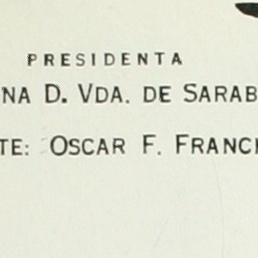 PRESIDENTA
NA D. VDA. DE SARAB
TE: OSCAR F. FRANC